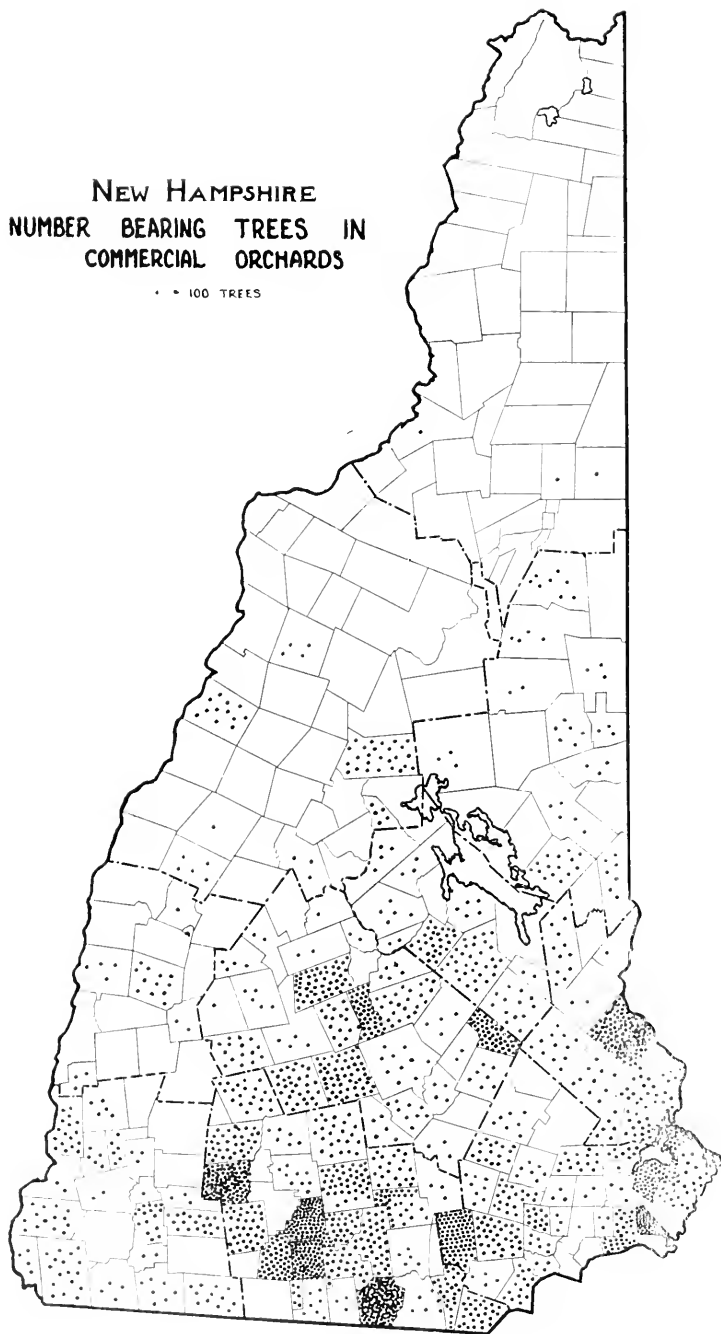 NEW HAMPSHIRE
NUMBER BEARING TREES IN
COMMERCIAL ORCHARDS
• = 100 TREES